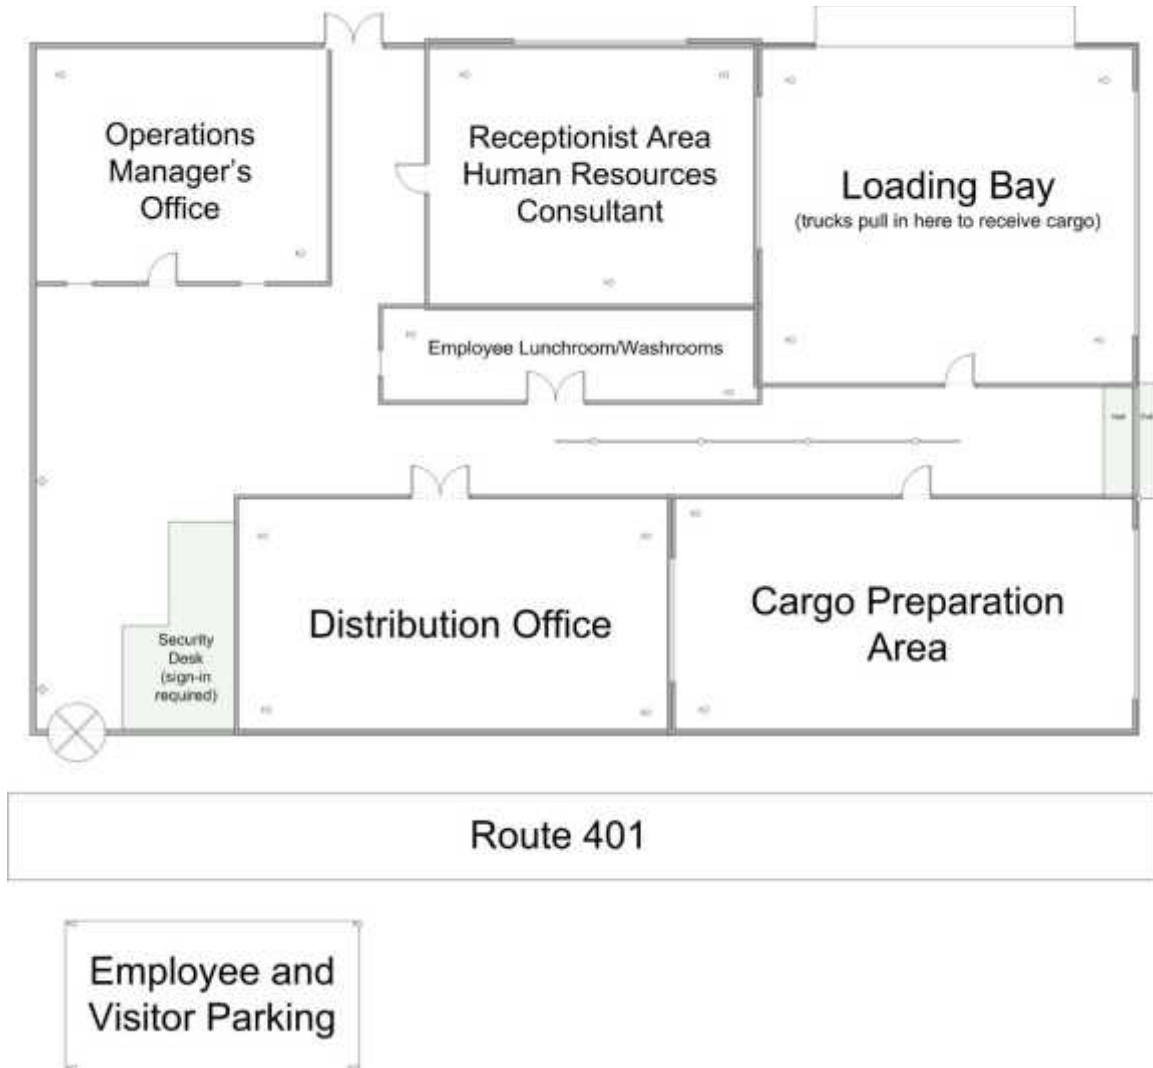 Operations
Manager's
Office
Receptionist Area
Human Resources
Consultant
Loading Bay
(trucks pull in here to receive cargo)
Employee Lunchroom/Washrooms
Distribution Office
Cargo Preparation
Area
Security
Desk
(sign-in
required)
Route 401
Employee and
Visitor Parking